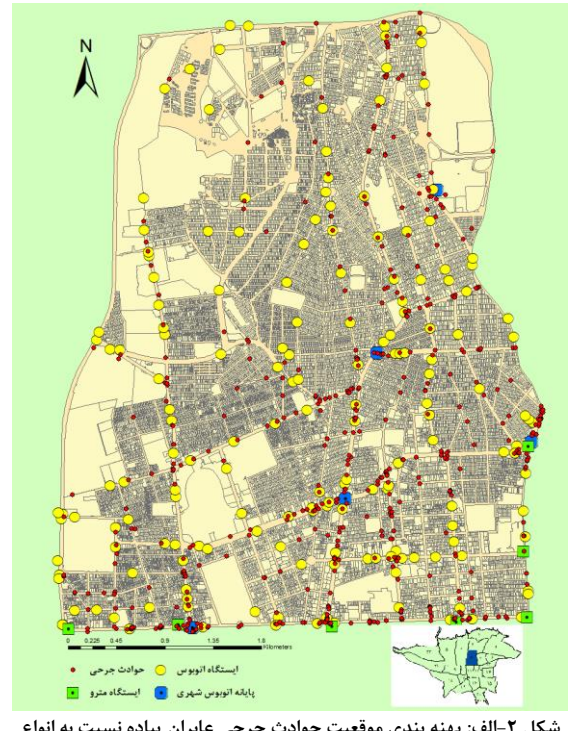 N
0 0.225 0.45 0.9 1.35 1.8
Kilometers
ایستگاه اتوبوس
حوادث جرحی
پایانه اتوبوس شهری
ایستگاه مترو
شکل ۲-الف: پهنه بندی موقعیت حوادث جرحی عابران پیاده نسبت به انواع